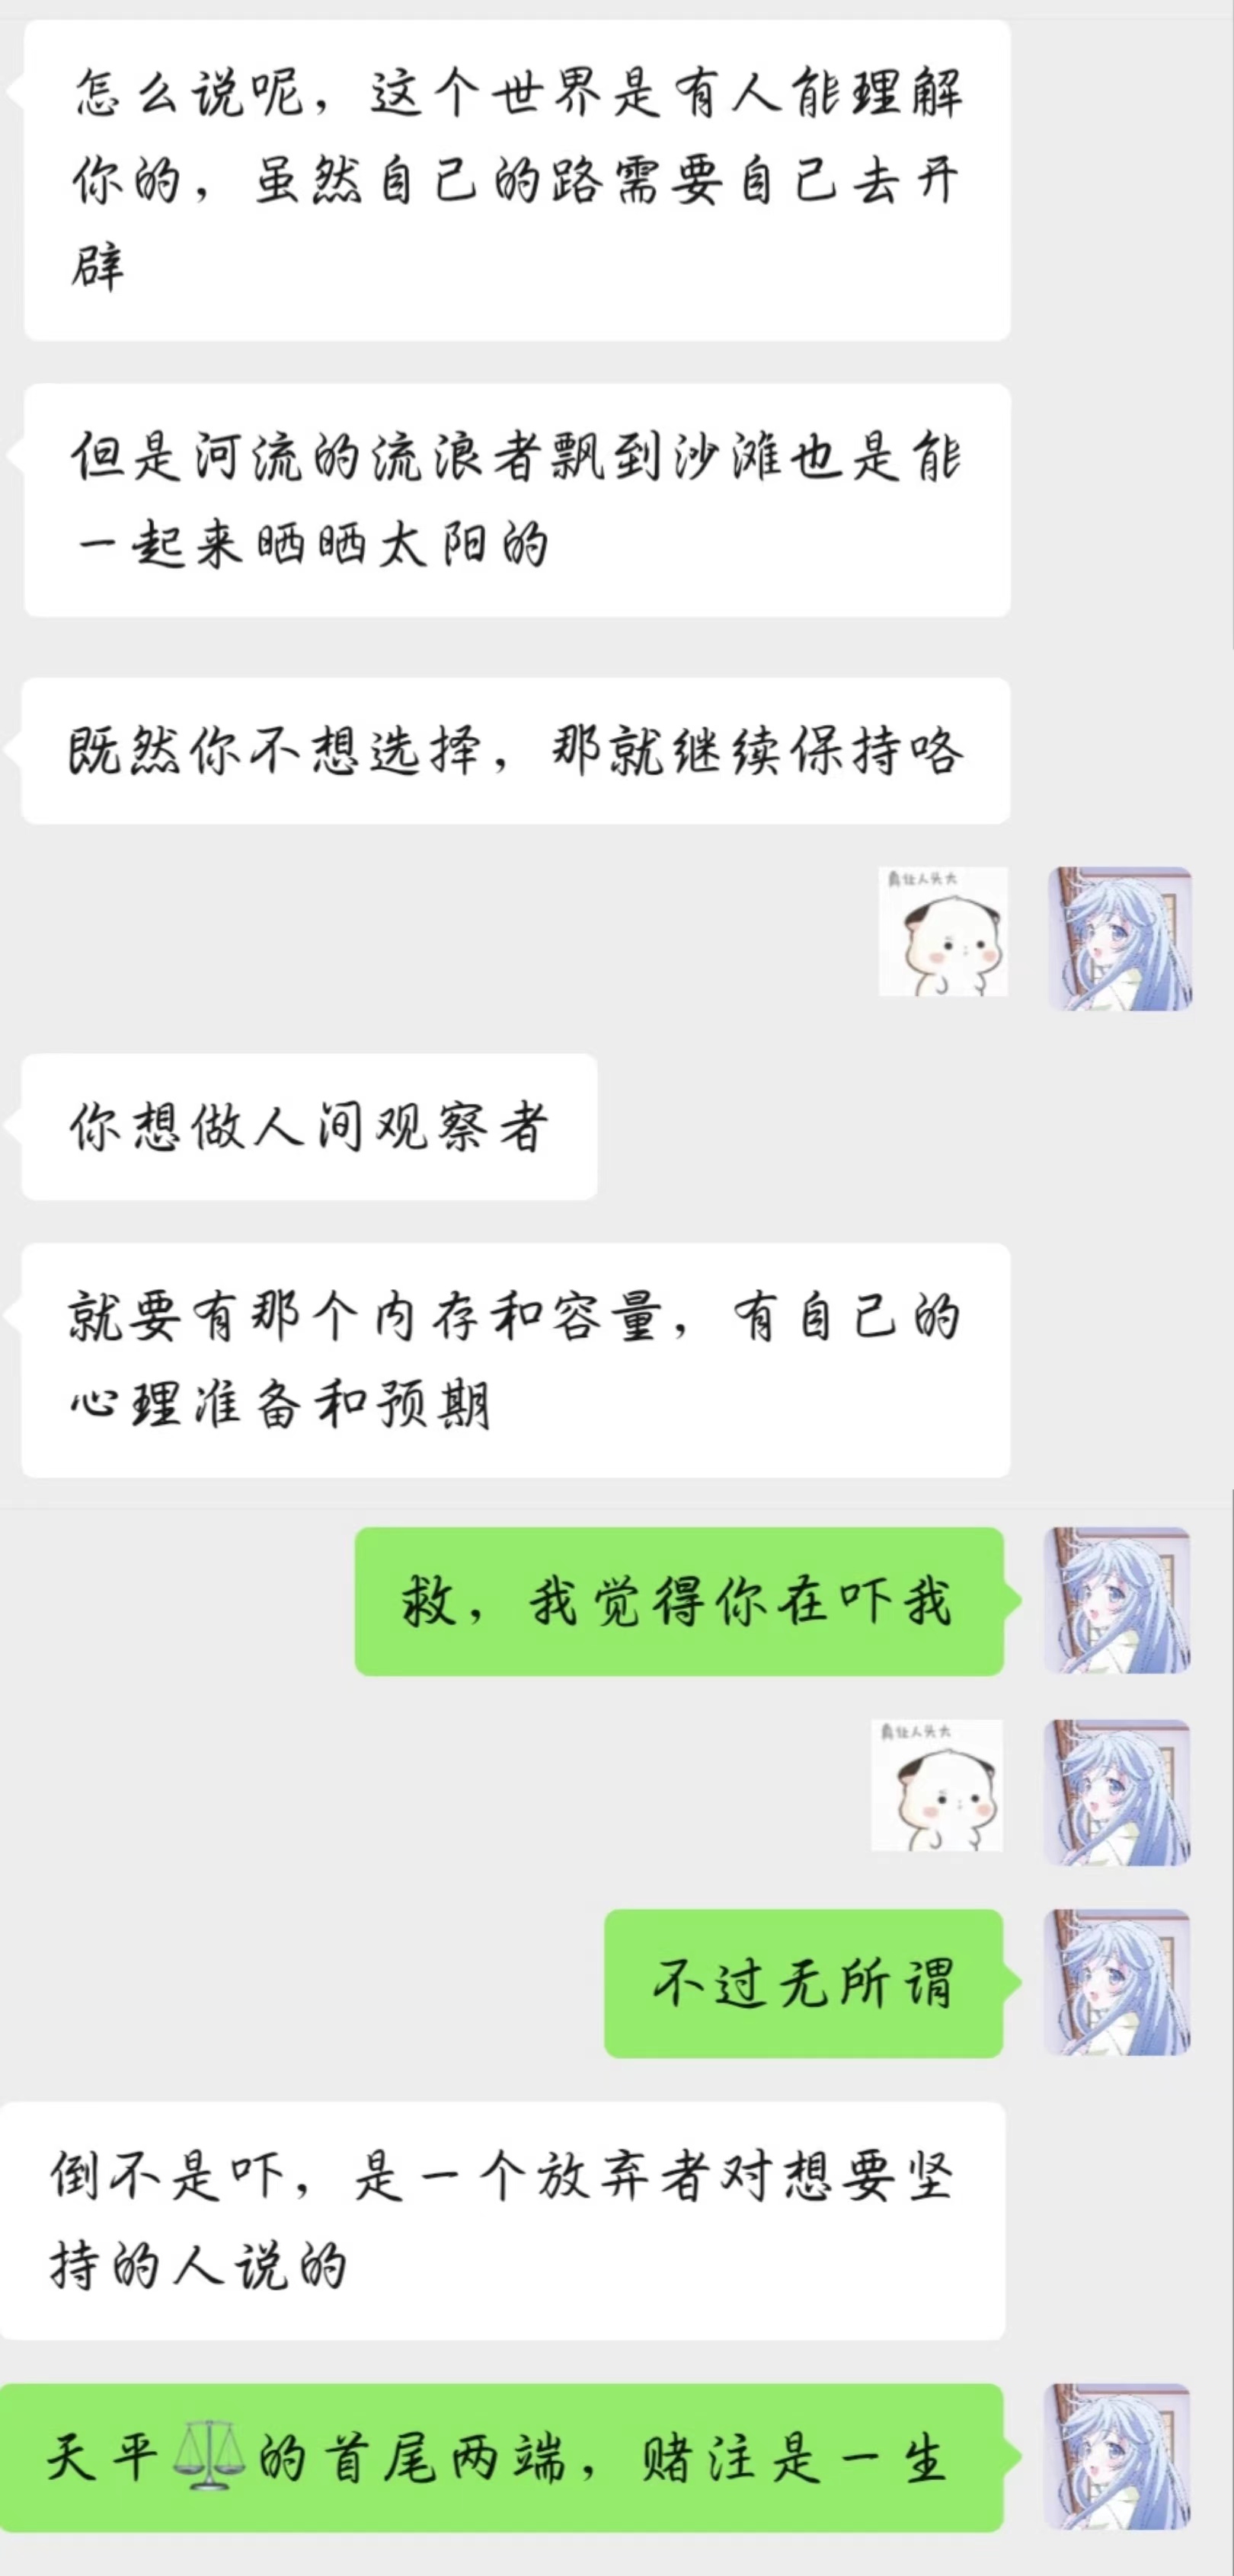 怎么说呢，这个世界是有人能理解
你的，虽然自己的路需要自己去开
辟
但是河流的流浪者飘到沙滩也是能
一起来晒晒太阳的
既然你不想选择，那就继续保持咯
真让人头大
你想做人间观察者
就要有那个内存和容量，有自己的
心理准备和预期
救，我觉得你在吓我
真让人头大
不过无所谓
倒不是吓，是一个放弃者对想要坚
持的人说的
天平⚖️的首尾两端，赌注是一生